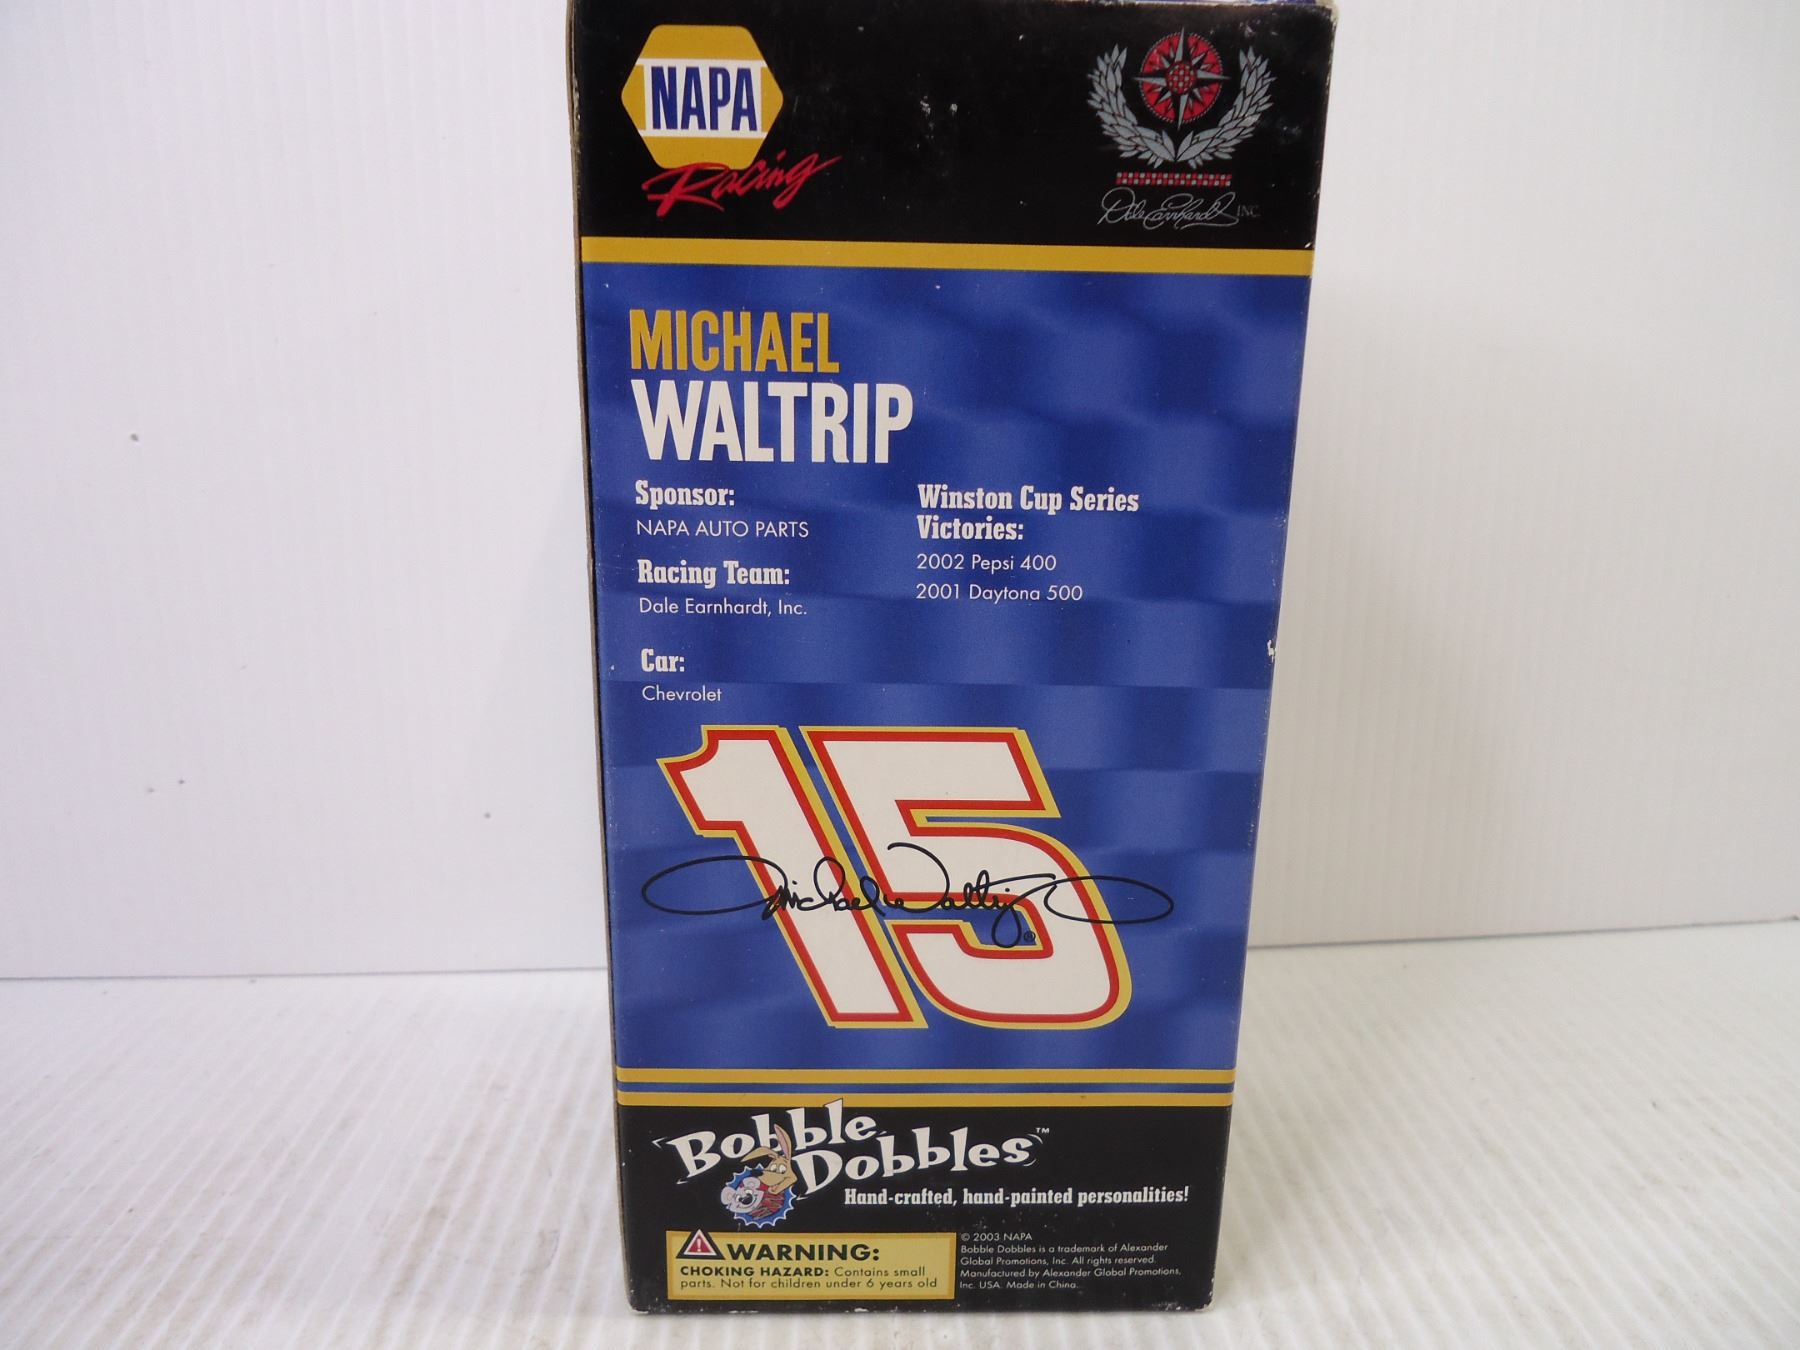 NAPA
Racing
Dale Earnhardt INC.
MICHAEL
WALTRIP
Sponsor:
NAPA AUTO PARTS
Racing Team:
Dale Earnhardt, Inc.
Car:
Chevrolet
Winston Cup Series
Victories:
2002 Pepsi 400
2001 Daytona 500
15
Michael Waltrip ®
Bobble
Dobbles™
Hand-crafted, hand-painted personalities!
WARNING:
CHOKING HAZARD: Contains small
parts. Not for children under 6 years old
© 2003 NAPA
Bobble Dobbles is a trademark of Alexander
Global Promotions, Inc. All rights reserved.
Manufactured by Alexander Global Promotions,
Inc. USA. Made in China.